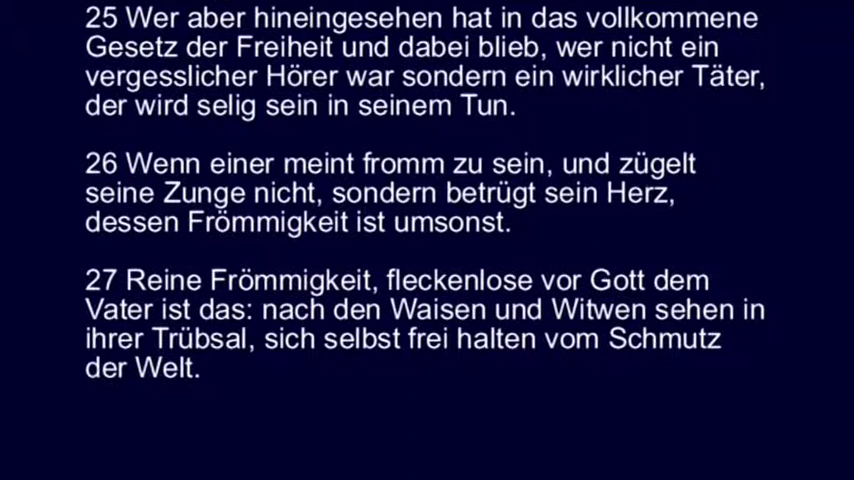 25 Wer aber hineingesehen hat in das vollkommene
Gesetz der Freiheit und dabei blieb, wer nicht ein
vergesslicher Hörer war sondern ein wirklicher Täter,
der wird selig sein in seinem Tun.
26 Wenn einer meint fromm zu sein, und zügelt
seine Zunge nicht, sondern betrügt sein Herz,
dessen Frömmigkeit ist umsonst.
27 Reine Frömmigkeit, fleckenlose vor Gott dem
Vater ist das: nach den Waisen und Witwen sehen in
ihrer Trübsal, sich selbst frei halten vom Schmutz
der Welt.